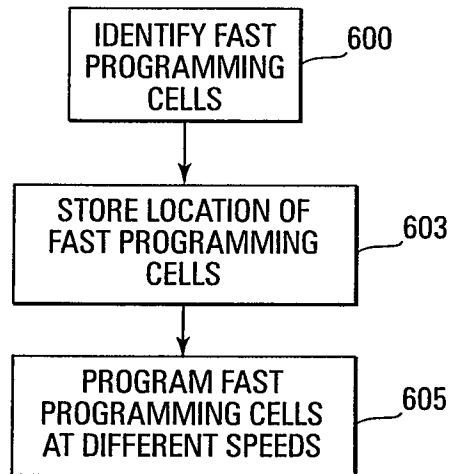 IDENTIFY FAST
PROGRAMMING
CELLS
600
STORE LOCATION OF
FAST PROGRAMMING
CELLS
603
PROGRAM FAST
PROGRAMMING CELLS
AT DIFFERENT SPEEDS
605